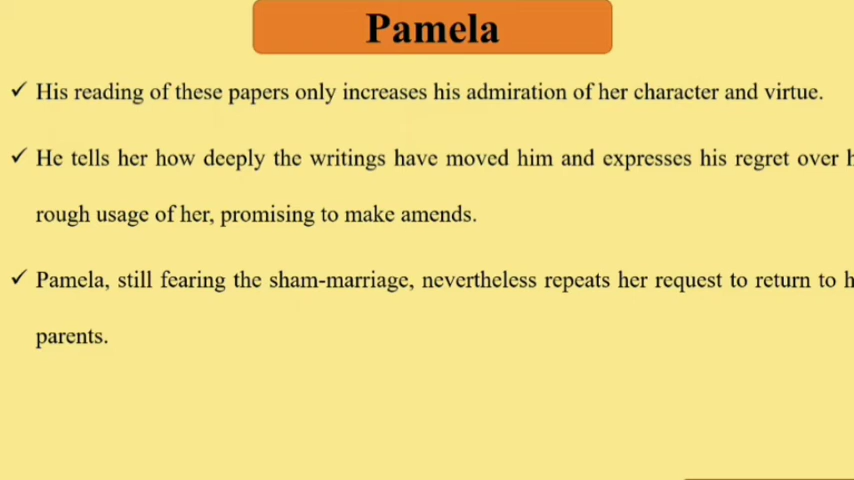 Pamela
✓ His reading of these papers only increases his admiration of her character and virtue.
✓ He tells her how deeply the writings have moved him and expresses his regret over
rough usage of her, promising to make amends.
✓ Pamela, still fearing the sham-marriage, nevertheless repeats her request to return to
parents.